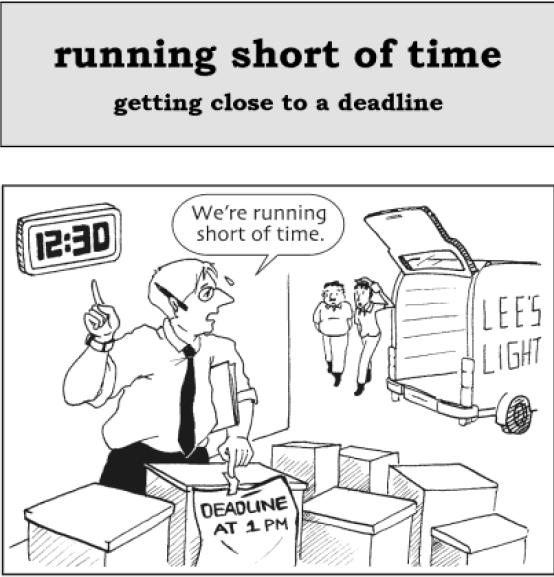 running short of time
getting close to a deadline
12:30
We're running
short of time.
LEE'S
LIGHT
DEADLINE
AT 1 PM